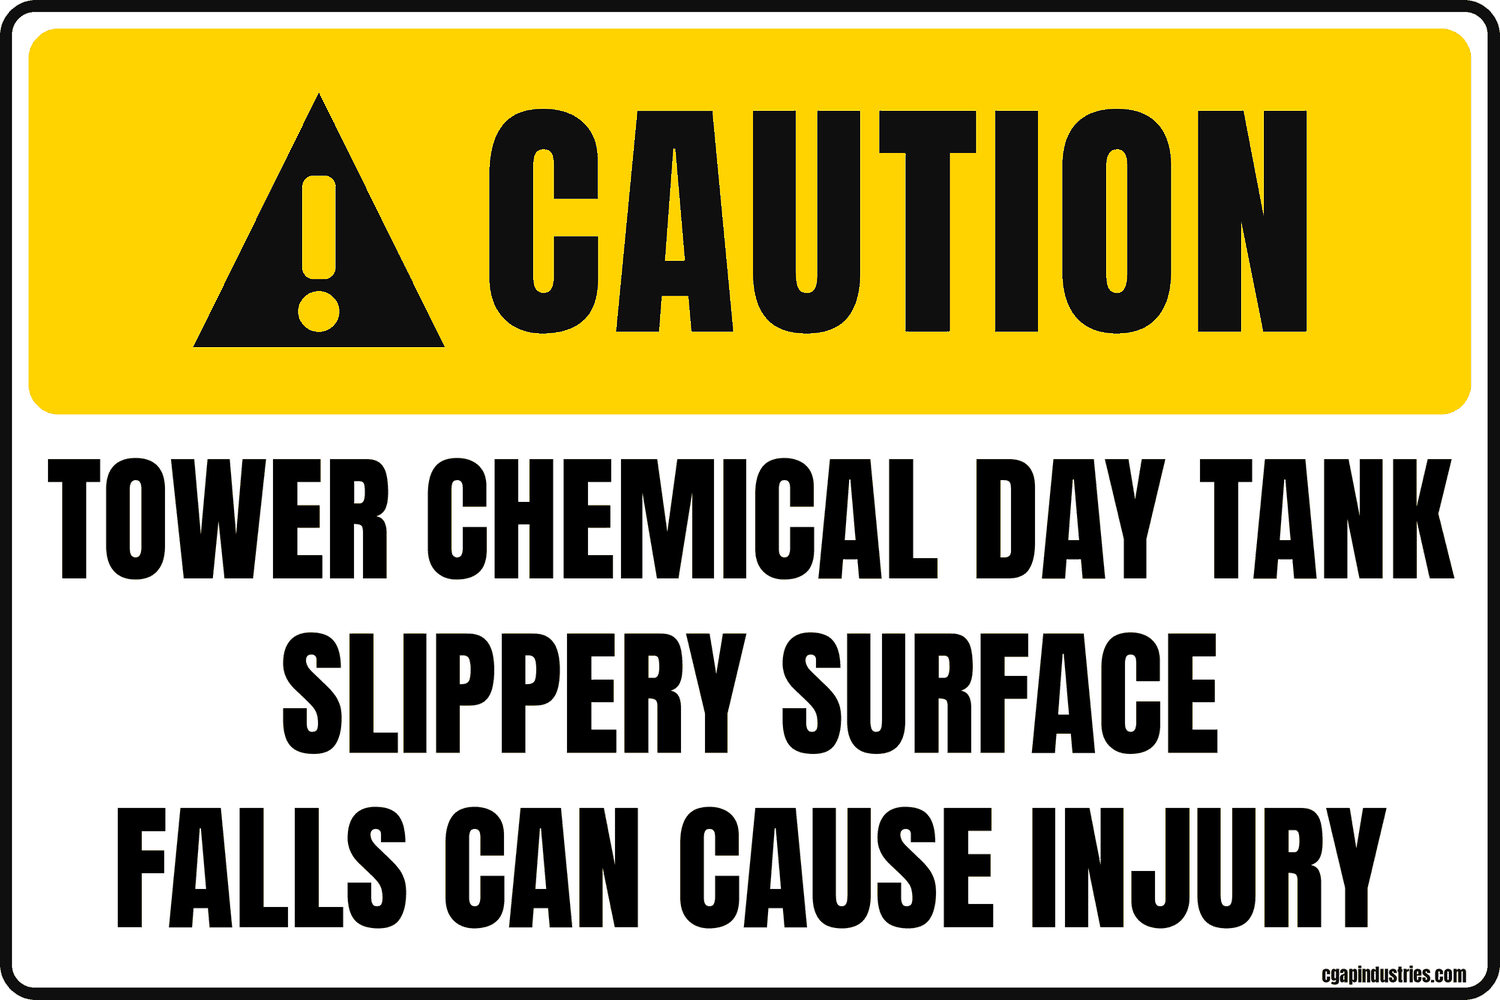 CAUTION
TOWER CHEMICAL DAY TANK
SLIPPERY SURFACE
FALLS CAN CAUSE INJURY
cgapindustries.com